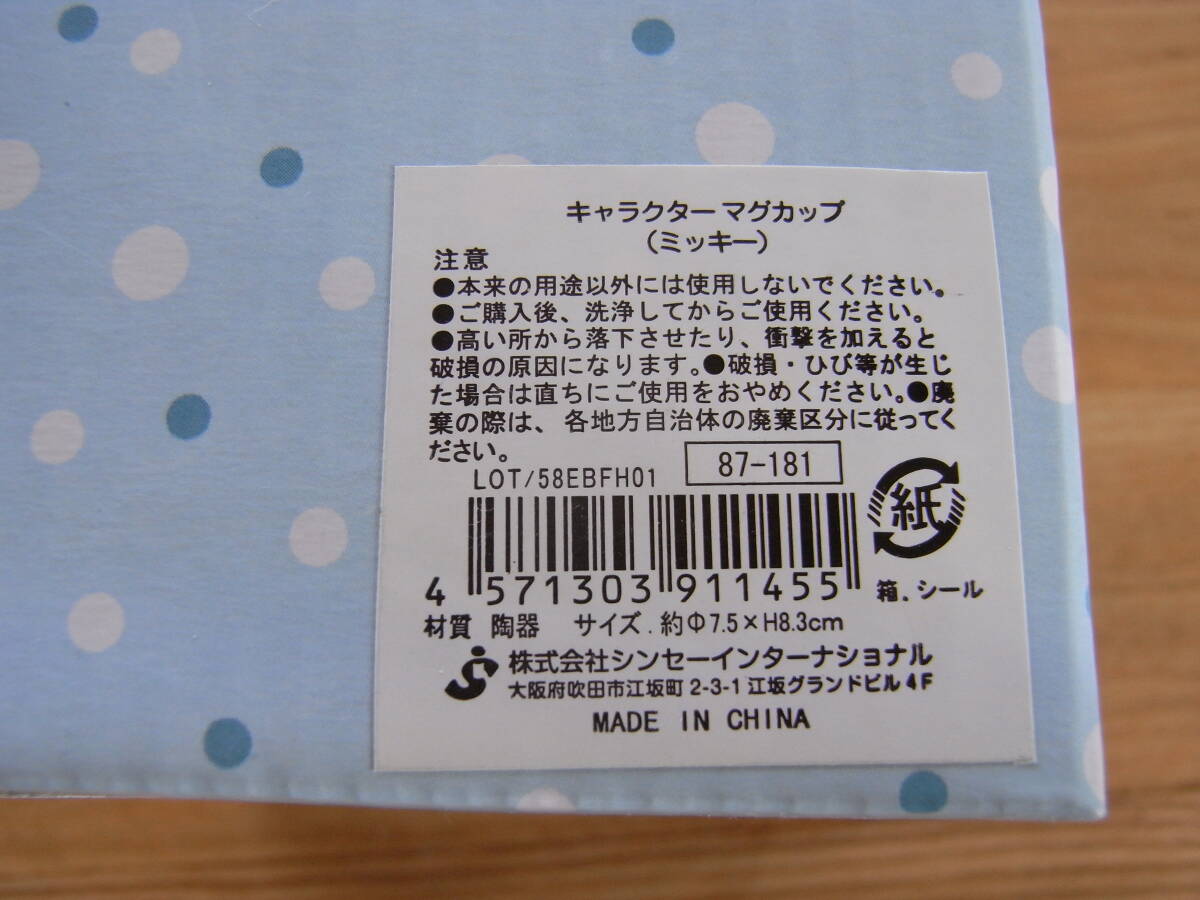 キャラクターマグカップ
（ミッキー）
注意
●本来の用途以外には使用しないでください。
●ご購入後、洗浄してからご使用ください。
●高い所から落下させたり、衝撃を加えると
破損の原因になります。●破損・ひび等が生じ
た場合は直ちにご使用をおやめください。●廃
棄の際は、各地方自治体の廃棄区分に従ってく
ださい。
LOT/58EBFH01
87-181
紙
4 571303 911455
箱、シール
材質 陶器 サイズ.約Φ7.5×H8.3cm
株式会社シンセーインターナショナル
大阪府吹田市江坂町2-3-1江坂グランドビル4F
MADE IN CHINA